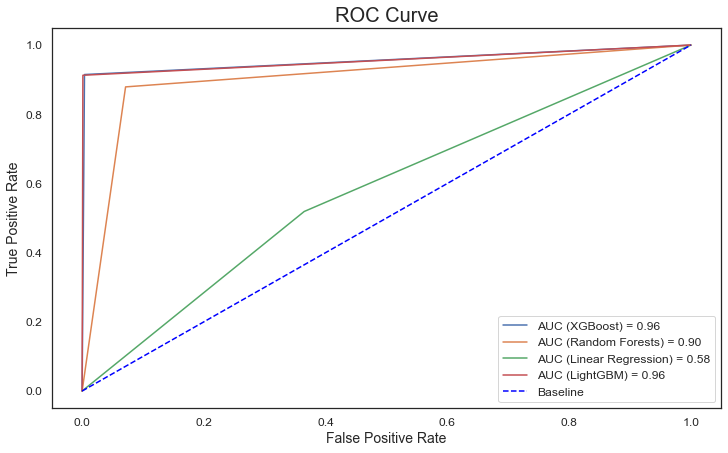 ROC Curve
True Positive Rate
1.0
0.8
0.6
0.4
0.2
0.0
AUC (XGBoost) = 0.96
AUC (Random Forests) = 0.90
AUC (Linear Regression) = 0.58
AUC (LightGBM) = 0.96
Baseline
0.0 0.2 0.4 0.6 0.8 1.0
False Positive Rate